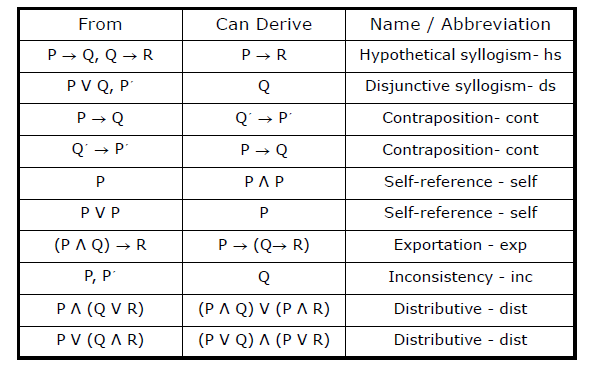 From Can Derive Name / Abbreviation
P → Q, Q → R P → R Hypothetical syllogism- hs
P V Q, P′ Q Disjunctive syllogism- ds
P → Q Q′ → P′ Contraposition- cont
Q′ → P′ P → Q Contraposition- cont
P P Λ P Self-reference - self
P V P P Self-reference - self
(P Λ Q) → R P → (Q→ R) Exportation - exp
P, P′ Q Inconsistency - inc
P Λ (Q V R) (P Λ Q) V (P Λ R) Distributive - dist
P V (Q Λ R) (P V Q) Λ (P V R) Distributive - dist